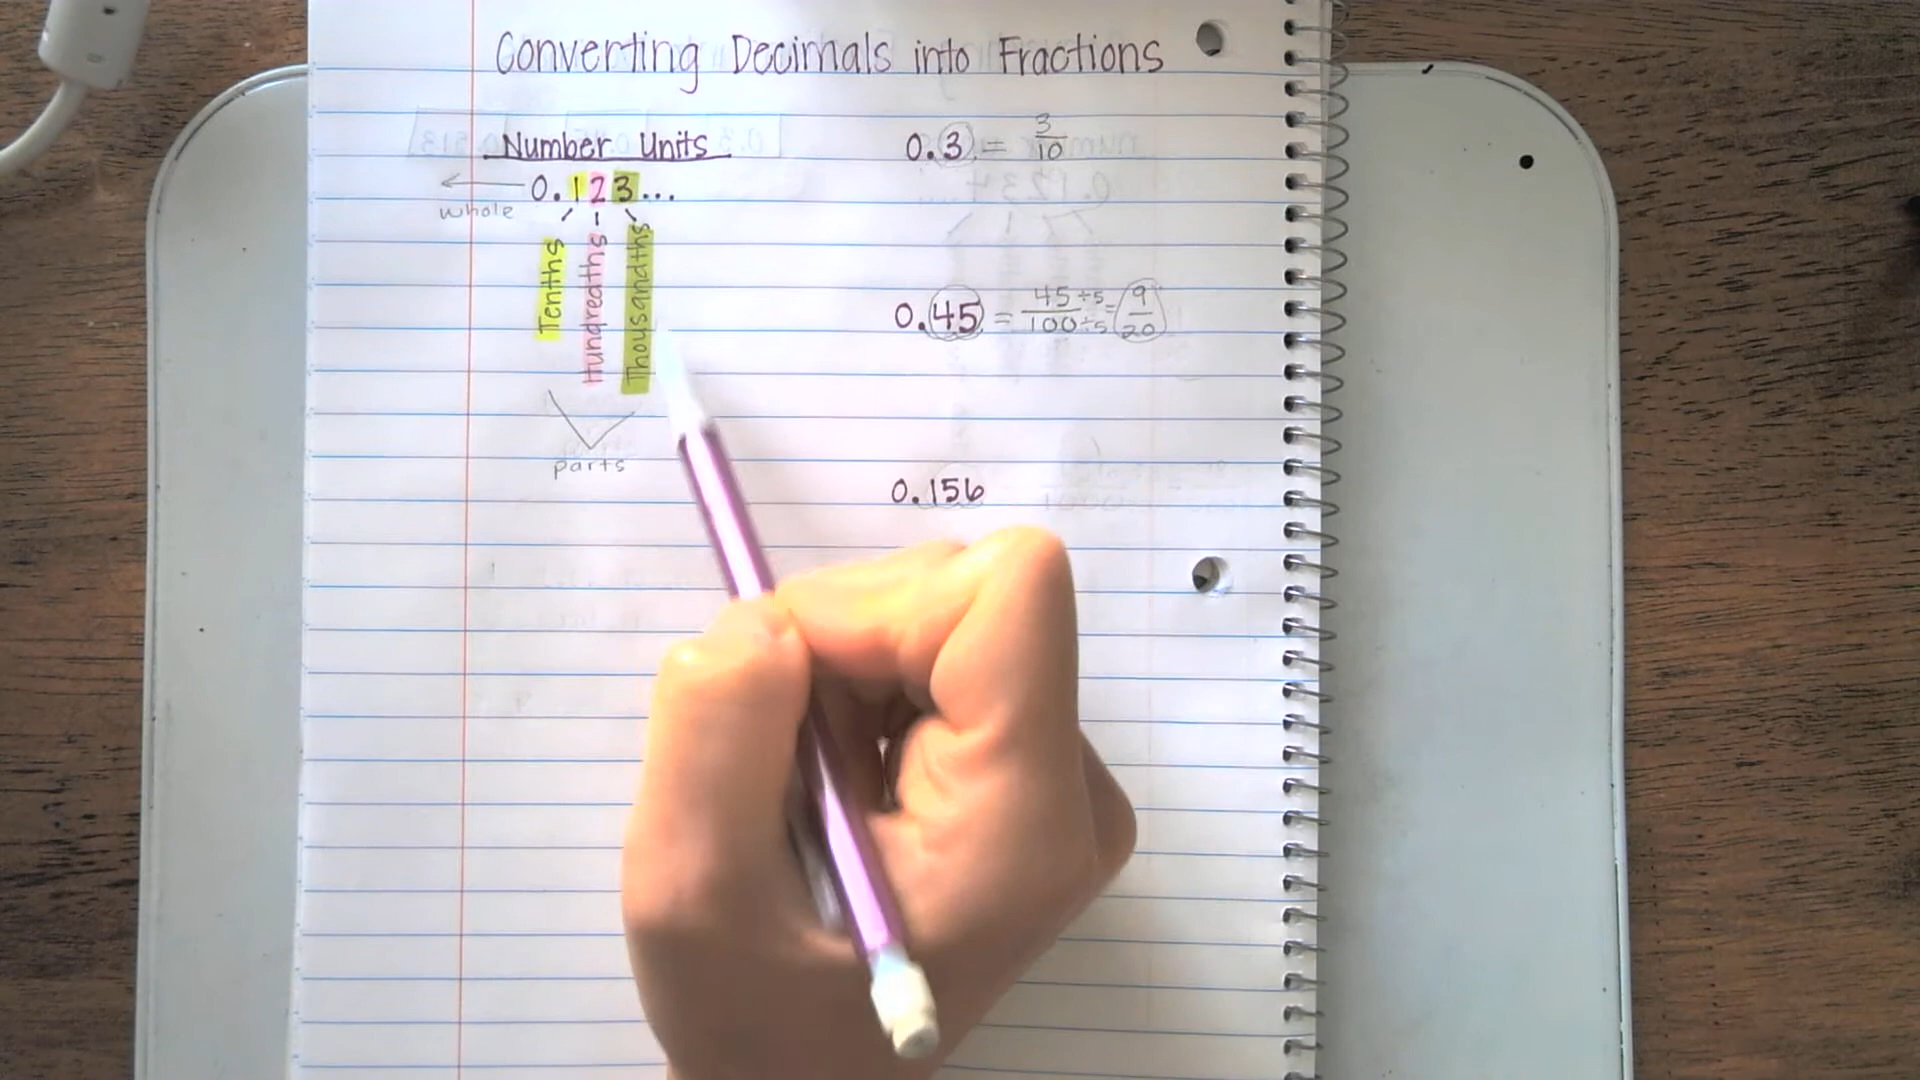 Converting Decimals into Fractions
Number Units
0.123...
whole
Tenths
Hundredths
Thousandths
parts
0.3 = 3/10
0.45 = 45÷5/100÷5 = 9/20
0.156